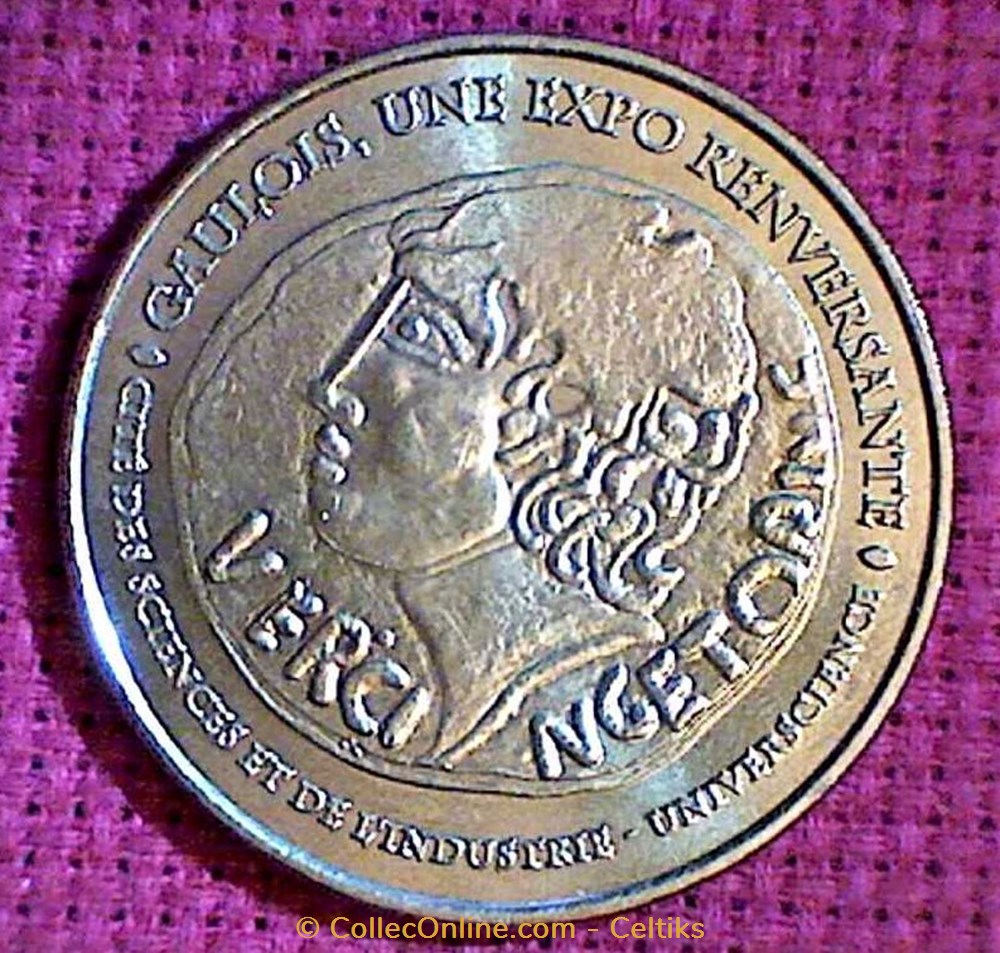 ◊ GAULOIS, UNE EXPO RENVERSANTE ◊
CITÉ DES SCIENCES ET DE L'INDUSTRIE - UNIVERSCIENCE
VERCI NGETORIXS
© CollecOnline.com - Celtiks